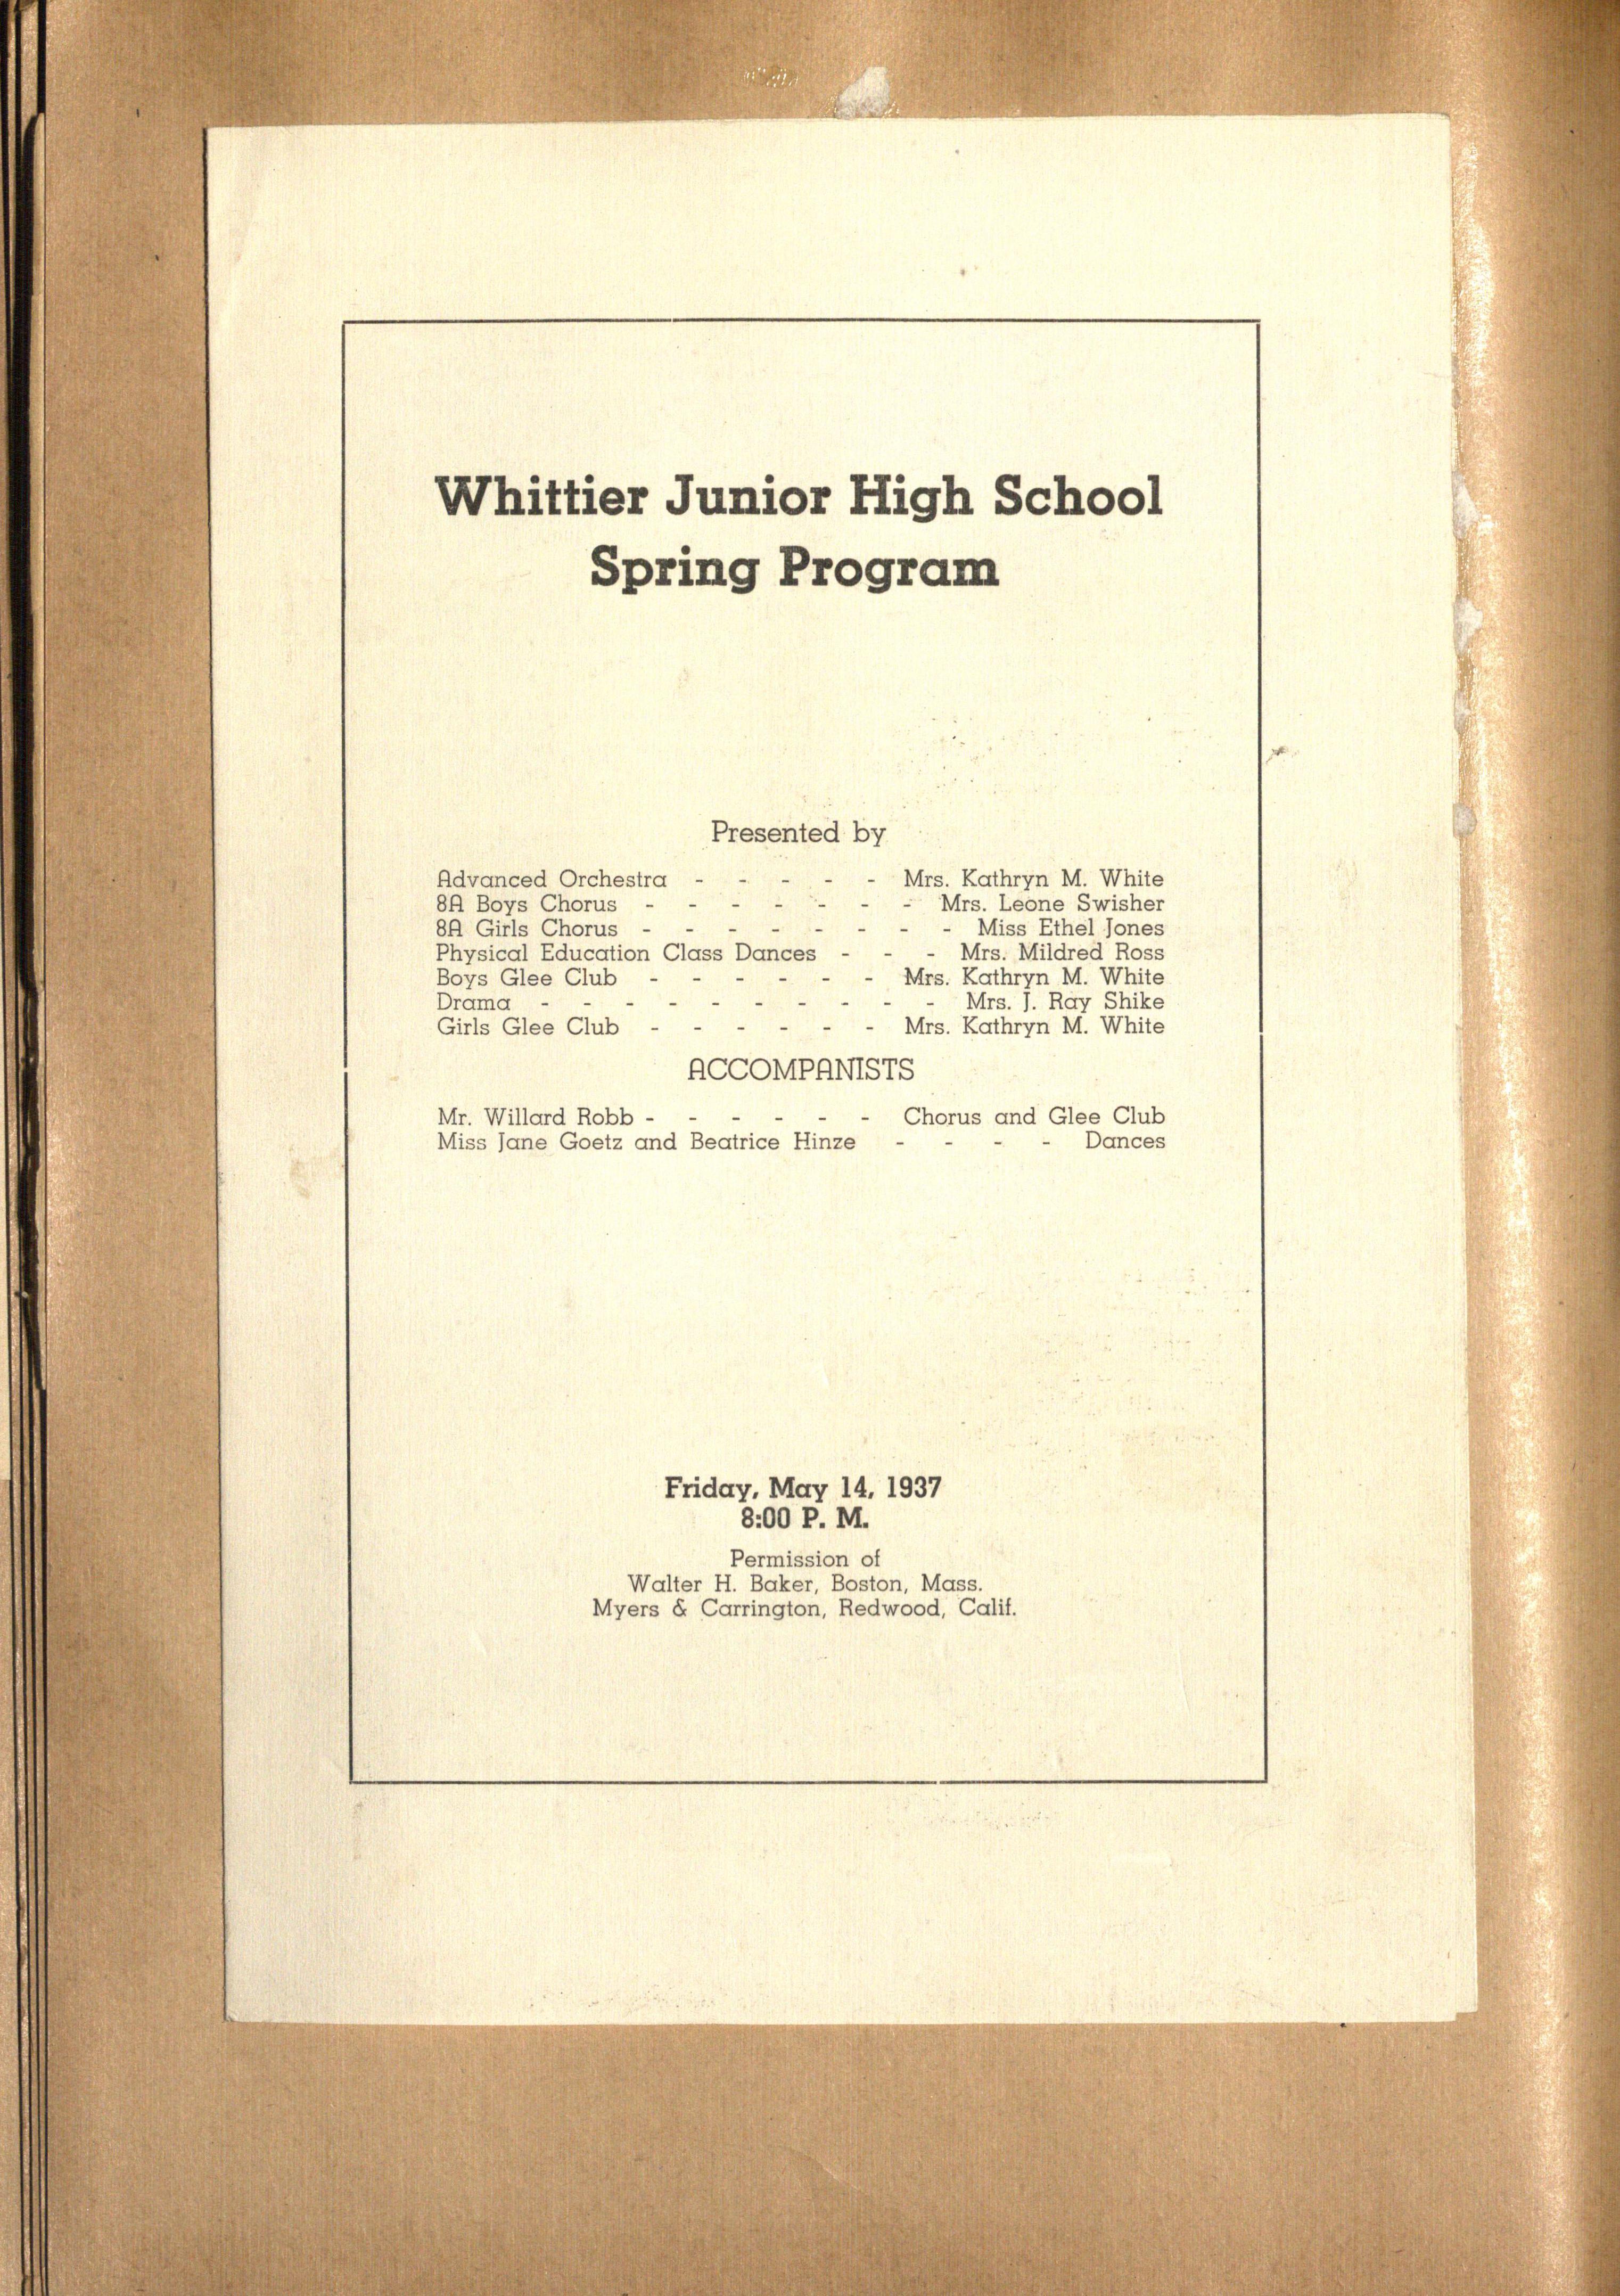 Whittier Junior High School
Spring Program
Presented by
Advanced Orchestra - - - - - Mrs. Kathryn M. White
8A Boys Chorus - - - - - - - Mrs. Leone Swisher
8A Girls Chorus - - - - - - - - Miss Ethel Jones
Physical Education Class Dances - - - Mrs. Mildred Ross
Boys Glee Club - - - - - - Mrs. Kathryn M. White
Drama - - - - - - - - - - Mrs. J. Ray Shike
Girls Glee Club - - - - - - Mrs. Kathryn M. White
ACCOMPANISTS
Mr. Willard Robb - - - - - - Chorus and Glee Club
Miss Jane Goetz and Beatrice Hinze - - - - Dances
Friday, May 14, 1937
8:00 P. M.
Permission of
Walter H. Baker, Boston, Mass.
Myers & Carrington, Redwood, Calif.